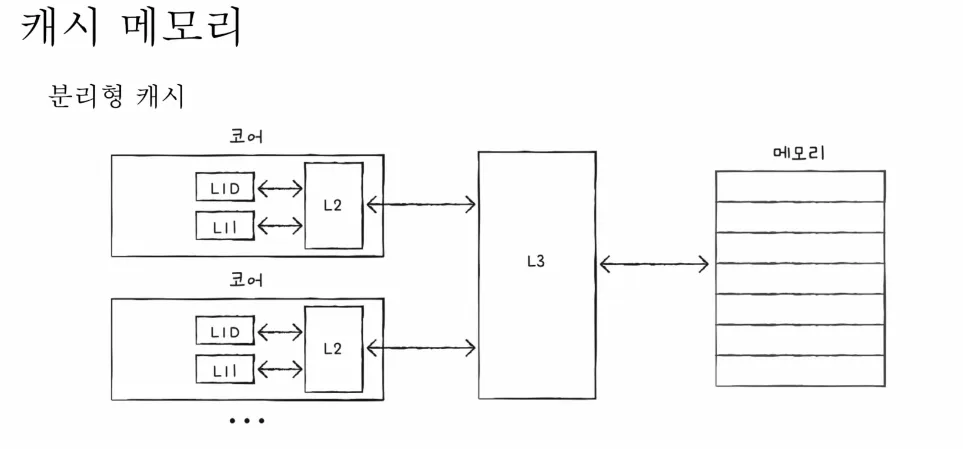 캐시 메모리
분리형 캐시
코어
L1D
L1I
L2
코어
L1D
L1I
L2
...
L3
메모리